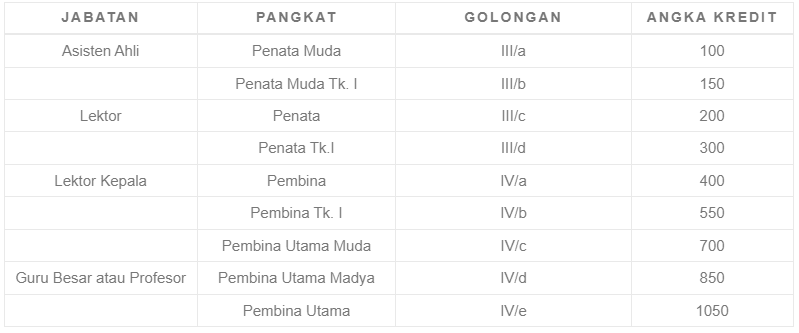 JABATAN PANGKAT GOLONGAN ANGKA KREDIT
Asisten Ahli Penata Muda III/a 100
Penata Muda Tk. I III/b 150
Lektor Penata III/c 200
Penata Tk.I III/d 300
Lektor Kepala Pembina IV/a 400
Pembina Tk. I IV/b 550
Pembina Utama Muda IV/c 700
Guru Besar atau Profesor Pembina Utama Madya IV/d 850
Pembina Utama IV/e 1050